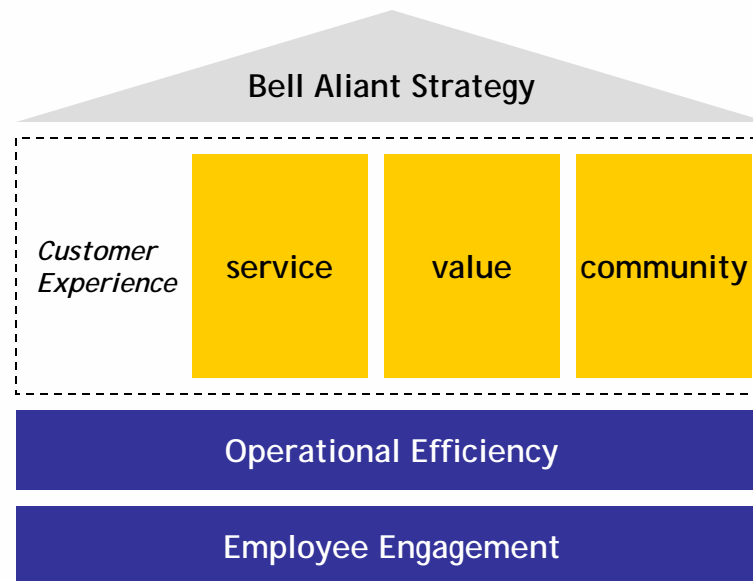 Bell Aliant Strategy
Customer
Experience
service
value
community
Operational Efficiency
Employee Engagement